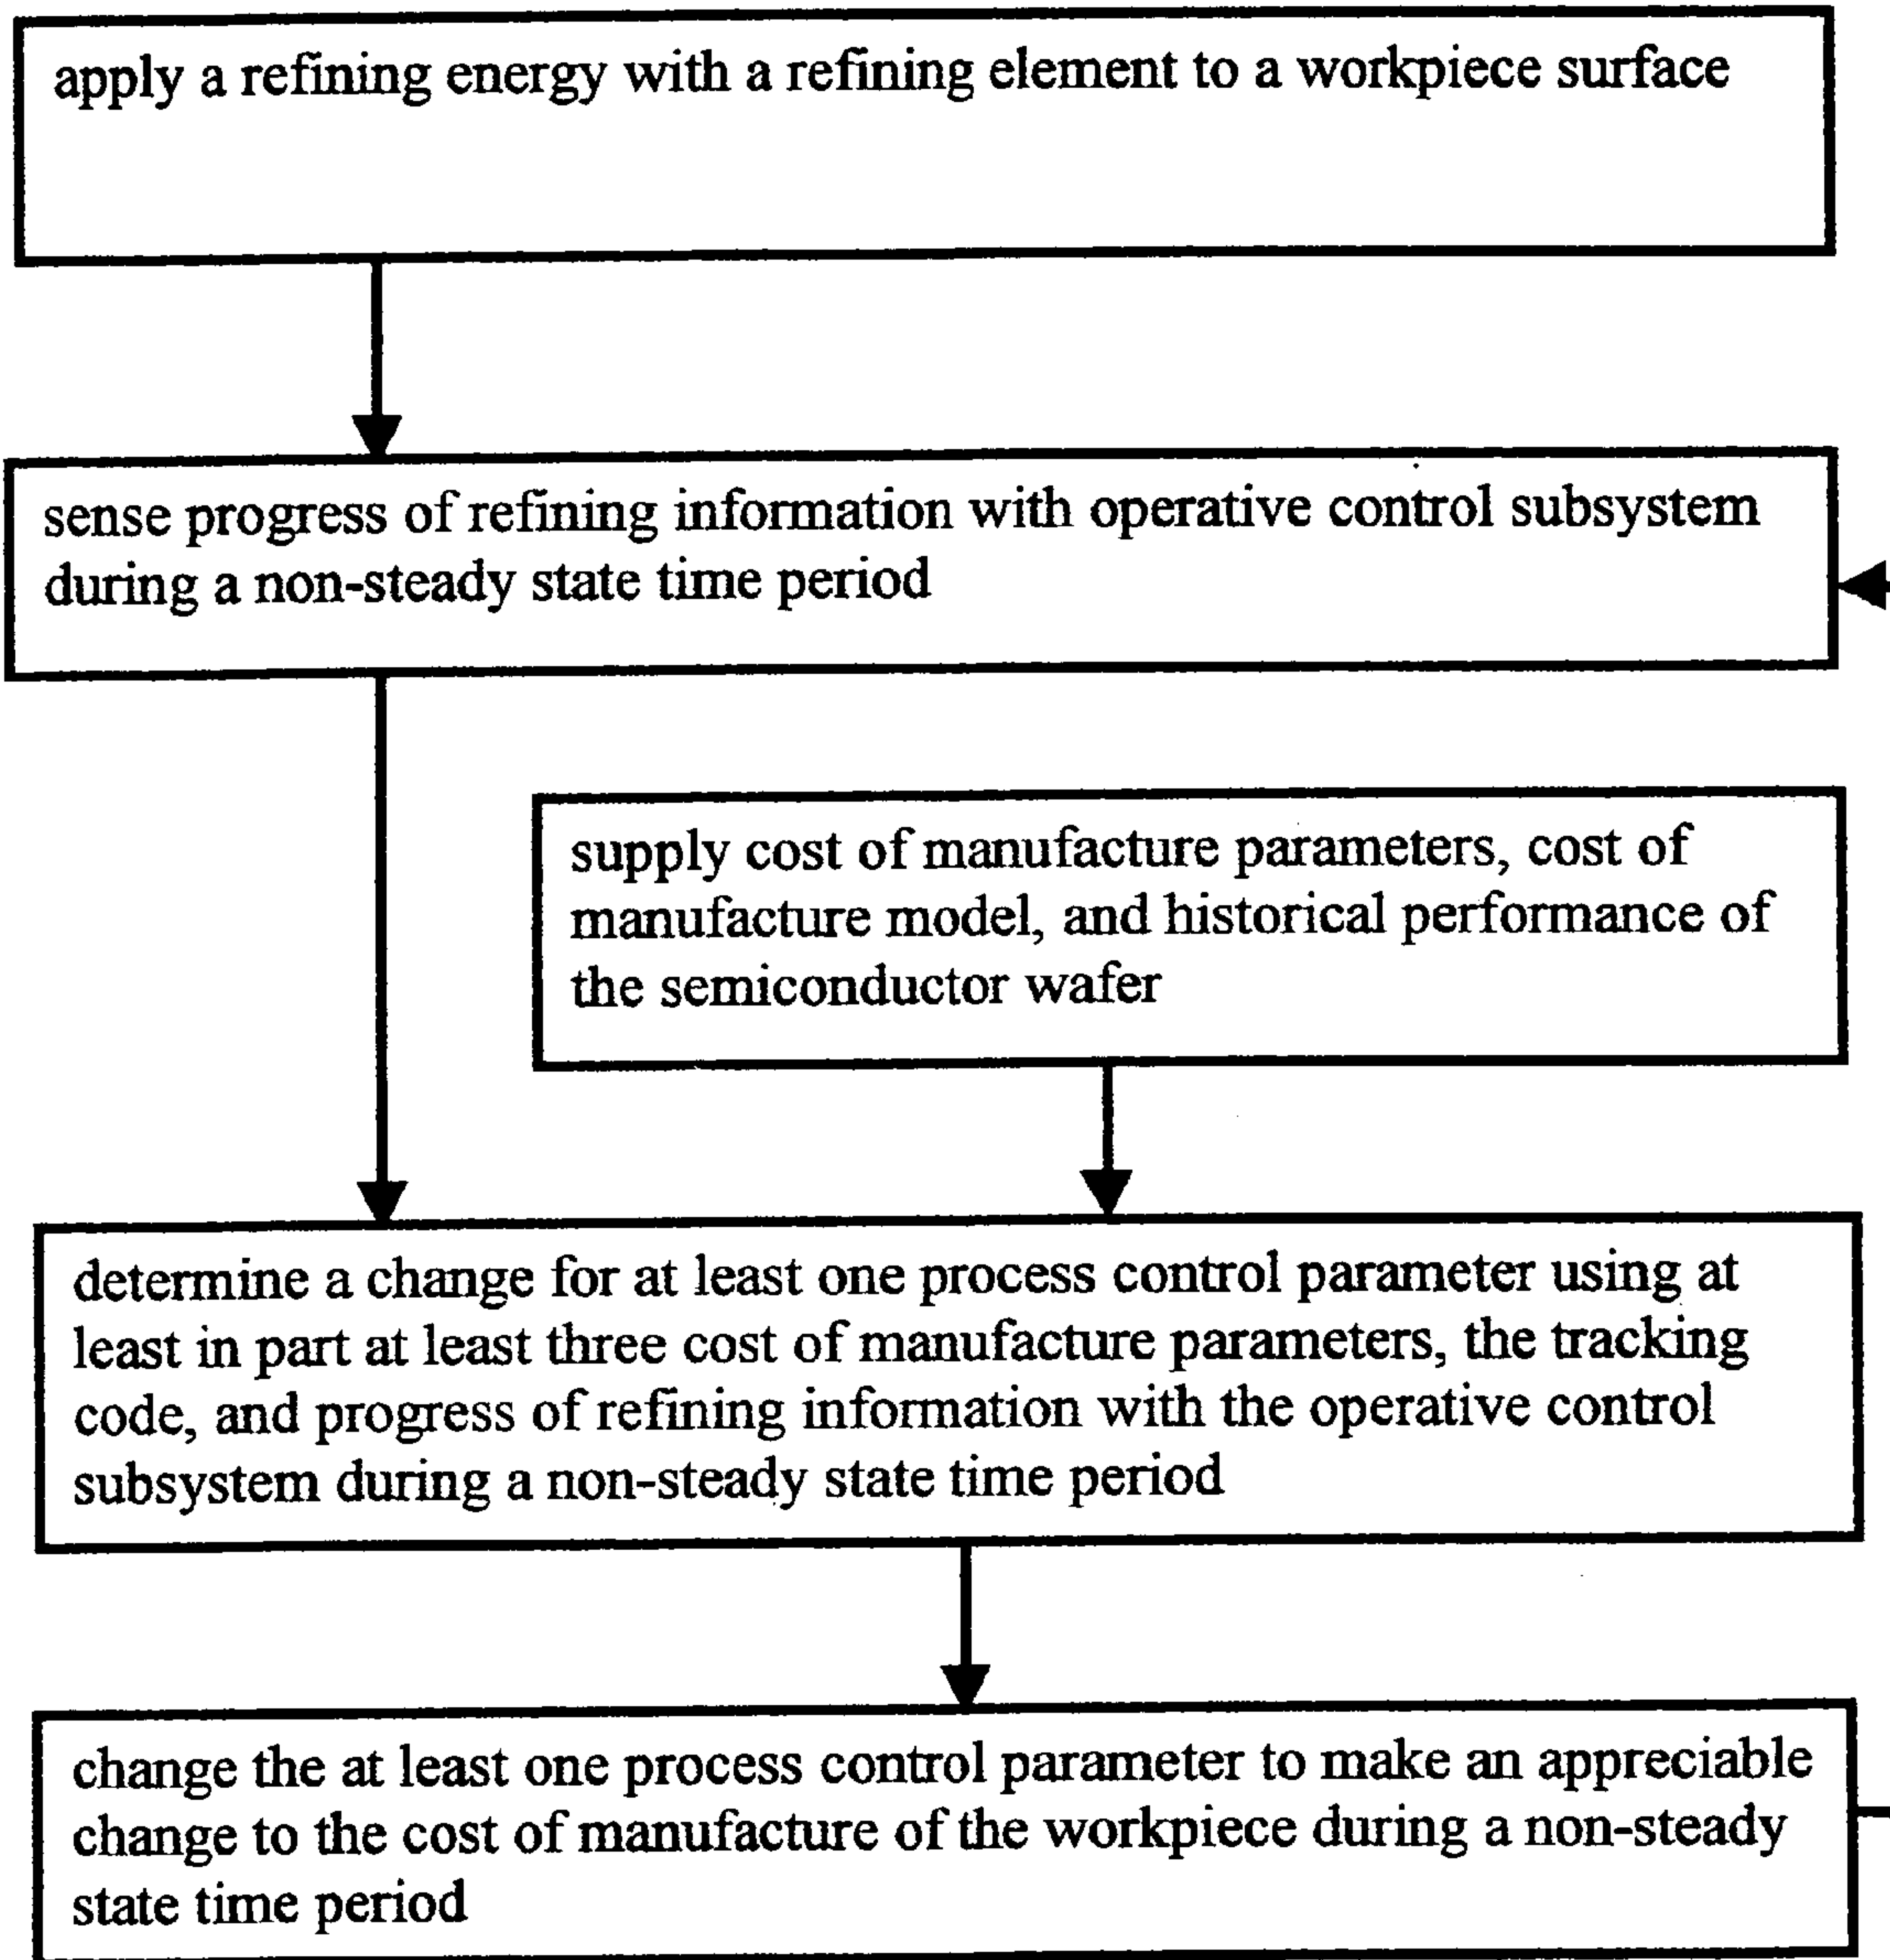 apply a refining energy with a refining element to a workpiece surface
sense progress of refining information with operative control subsystem
during a non-steady state time period
supply cost of manufacture parameters, cost of
manufacture model, and historical performance of
the semiconductor wafer
determine a change for at least one process control parameter using at
least in part at least three cost of manufacture parameters, the tracking
code, and progress of refining information with the operative control
subsystem during a non-steady state time period
change the at least one process control parameter to make an appreciable
change to the cost of manufacture of the workpiece during a non-steady
state time period